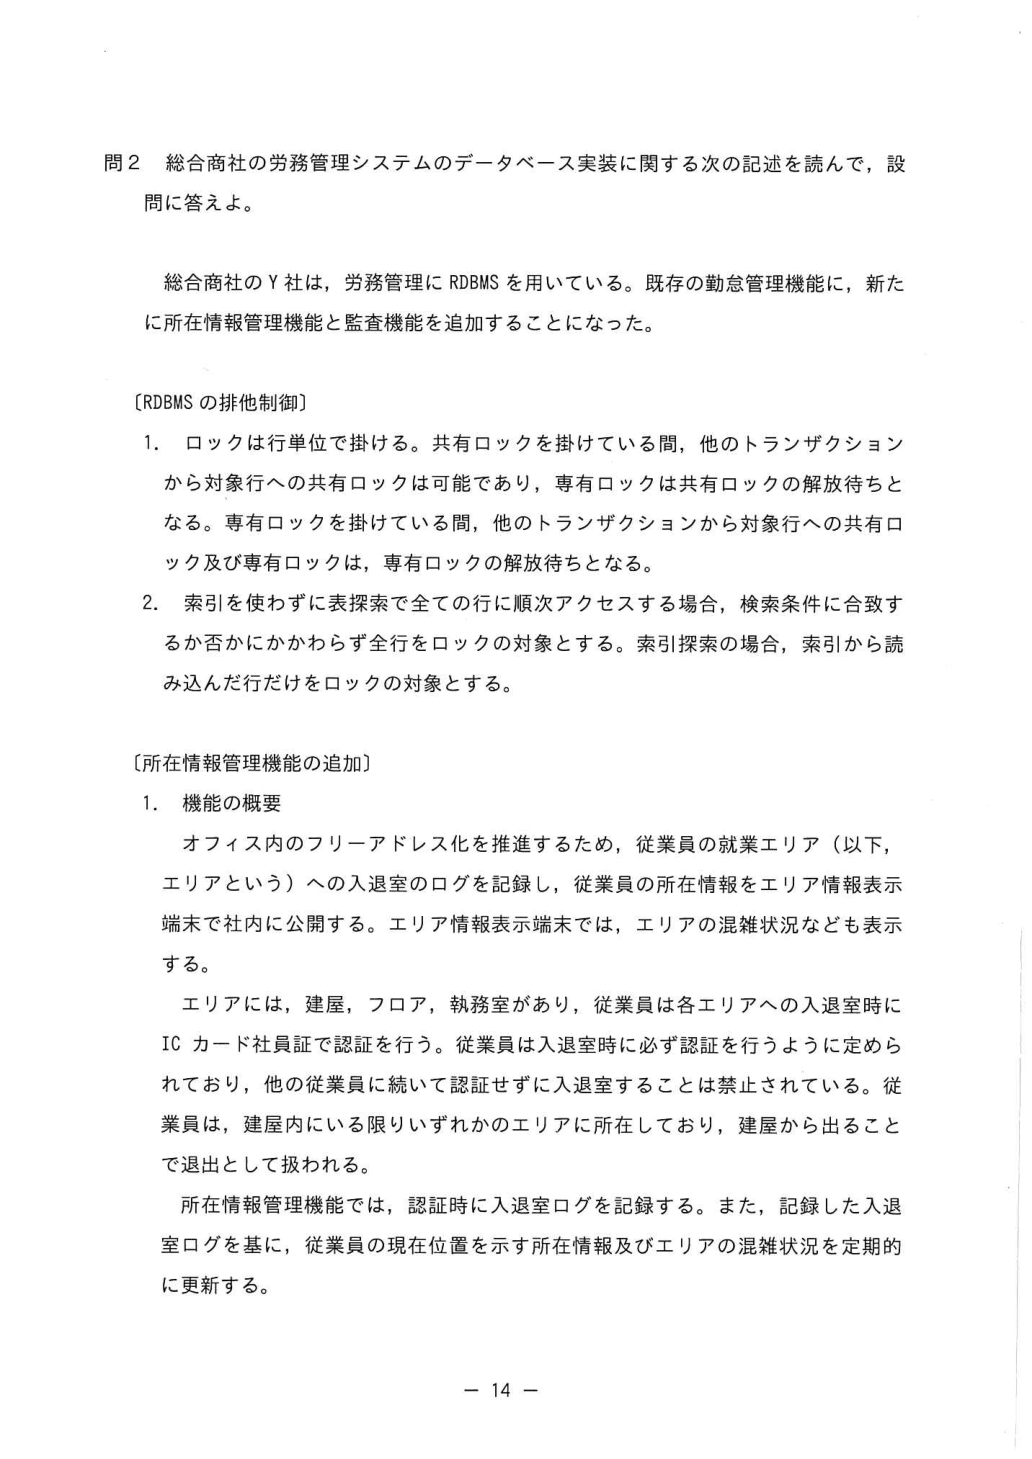 問2　総合商社の労務管理システムのデータベース実装に関する次の記述を読んで，設
問に答えよ。
総合商社の Y 社は，労務管理に RDBMS を用いている。既存の勤怠管理機能に，新た
に所在情報管理機能と監査機能を追加することになった。
〔RDBMS の排他制御〕
1.　ロックは行単位で掛ける。共有ロックを掛けている間，他のトランザクション
から対象行への共有ロックは可能であり，専有ロックは共有ロックの解放待ちと
なる。専有ロックを掛けている間，他のトランザクションから対象行への共有ロ
ック及び専有ロックは，専有ロックの解放待ちとなる。
2.　索引を使わずに表探索で全ての行に順次アクセスする場合，検索条件に合致す
るか否かにかかわらず全行をロックの対象とする。索引探索の場合，索引から読
み込んだ行だけをロックの対象とする。
〔所在情報管理機能の追加〕
1.　機能の概要
オフィス内のフリーアドレス化を推進するため，従業員の就業エリア（以下，
エリアという）への入退室のログを記録し，従業員の所在情報をエリア情報表示
端末で社内に公開する。エリア情報表示端末では，エリアの混雑状況なども表示
する。
エリアには，建屋，フロア，執務室があり，従業員は各エリアへの入退室時に
IC カード社員証で認証を行う。従業員は入退室時に必ず認証を行うように定めら
れており，他の従業員に続いて認証せずに入退室することは禁止されている。従
業員は，建屋内にいる限りいずれかのエリアに所在しており，建屋から出ること
で退出として扱われる。
所在情報管理機能では，認証時に入退室ログを記録する。また，記録した入退
室ログを基に，従業員の現在位置を示す所在情報及びエリアの混雑状況を定期的
に更新する。
－ 14 －